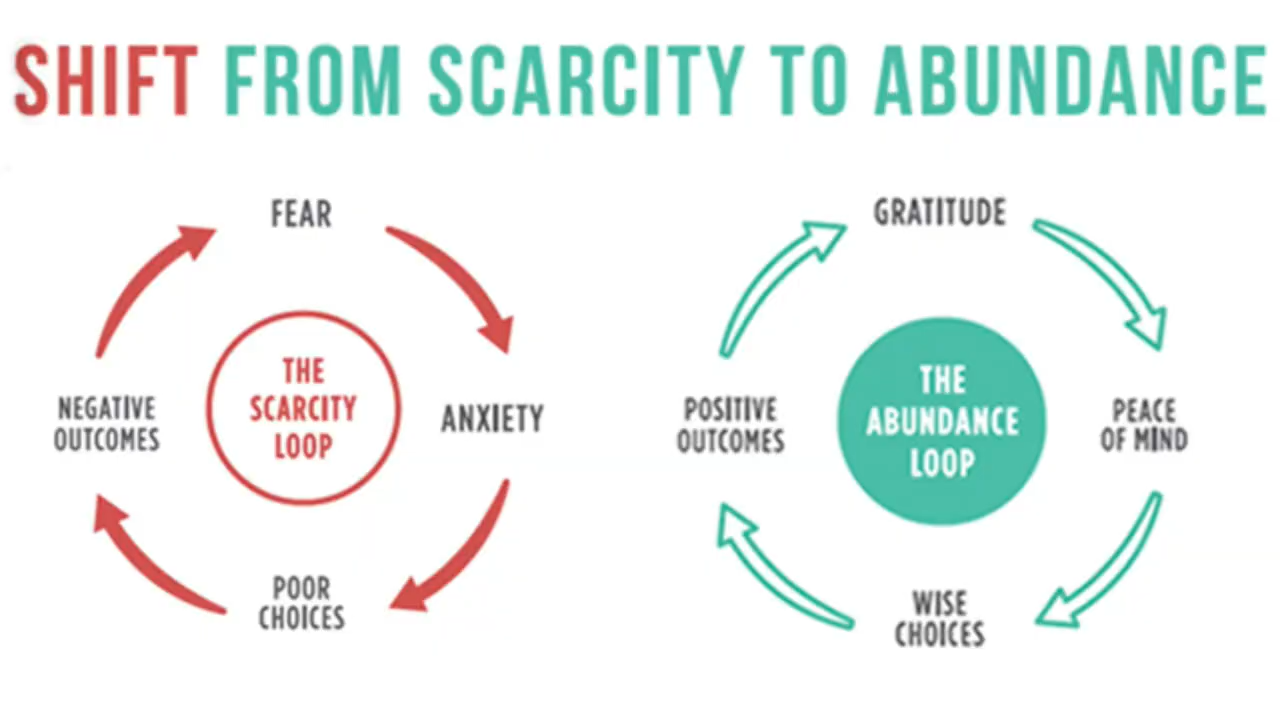 SHIFT FROM SCARCITY TO ABUNDANCE
FEAR
ANXIETY
POOR
CHOICES
NEGATIVE
OUTCOMES
THE
SCARCITY
LOOP
GRATITUDE
PEACE
OF MIND
WISE
CHOICES
POSITIVE
OUTCOMES
THE
ABUNDANCE
LOOP